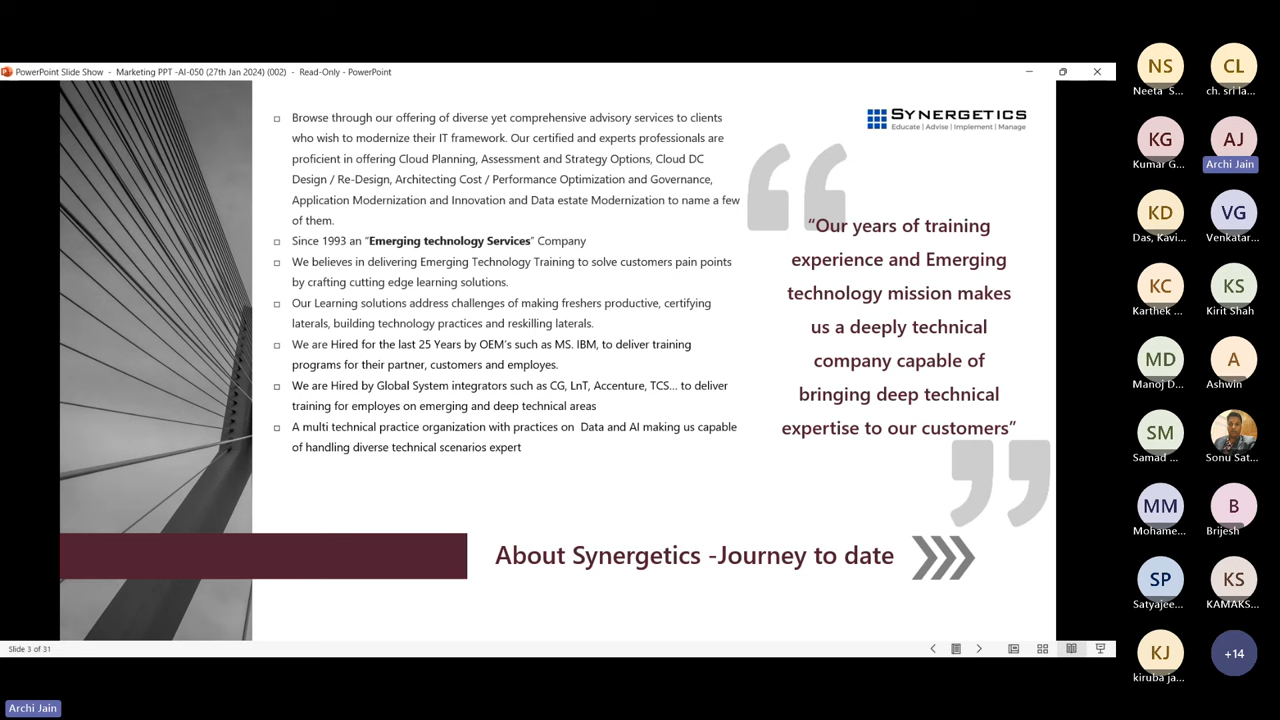 PowerPoint Slide Show - Marketing PPT -AI-050 (27th Jan 2024) (002) - Read-Only - PowerPoint
Browse through our offering of diverse yet comprehensive advisory services to clients
who wish to modernize their IT framework. Our certified and experts professionals are
proficient in offering Cloud Planning, Assessment and Strategy Options, Cloud DC
Design / Re-Design, Architecting Cost / Performance Optimization and Governance,
Application Modernization and Innovation and Data estate Modernization to name a few
of them.
Since 1993 an “Emerging technology Services” Company
We believes in delivering Emerging Technology Training to solve customers pain points
by crafting cutting edge learning solutions.
Our Learning solutions address challenges of making freshers productive, certifying
laterals, building technology practices and reskilling laterals.
We are Hired for the last 25 Years by OEM’s such as MS. IBM, to deliver training
programs for their partner, customers and employes.
We are Hired by Global System integrators such as CG, LnT, Accenture, TCS... to deliver
training for employes on emerging and deep technical areas
A multi technical practice organization with practices on Data and AI making us capable
of handling diverse technical scenarios expert
SYNERGETICS
Educate | Advise | Implement | Manage
“Our years of training
experience and Emerging
technology mission makes
us a deeply technical
company capable of
bringing deep technical
expertise to our customers”
About Synergetics -Journey to date
Slide 3 of 31
Archi Jain
NS
Neeta S...
CL
ch. sri la...
KG
Kumar G...
AJ
Archi Jain
KD
Das, Kavi...
VG
Venkatar...
KC
Karthek ...
KS
Kirit Shah
MD
Manoj D...
A
Ashwin
SM
Samad ...
Sonu Sat...
MM
Mohame...
B
Brijesh
SP
Satyajee...
KS
KAMAKS...
KJ
kiruba ja...
+14